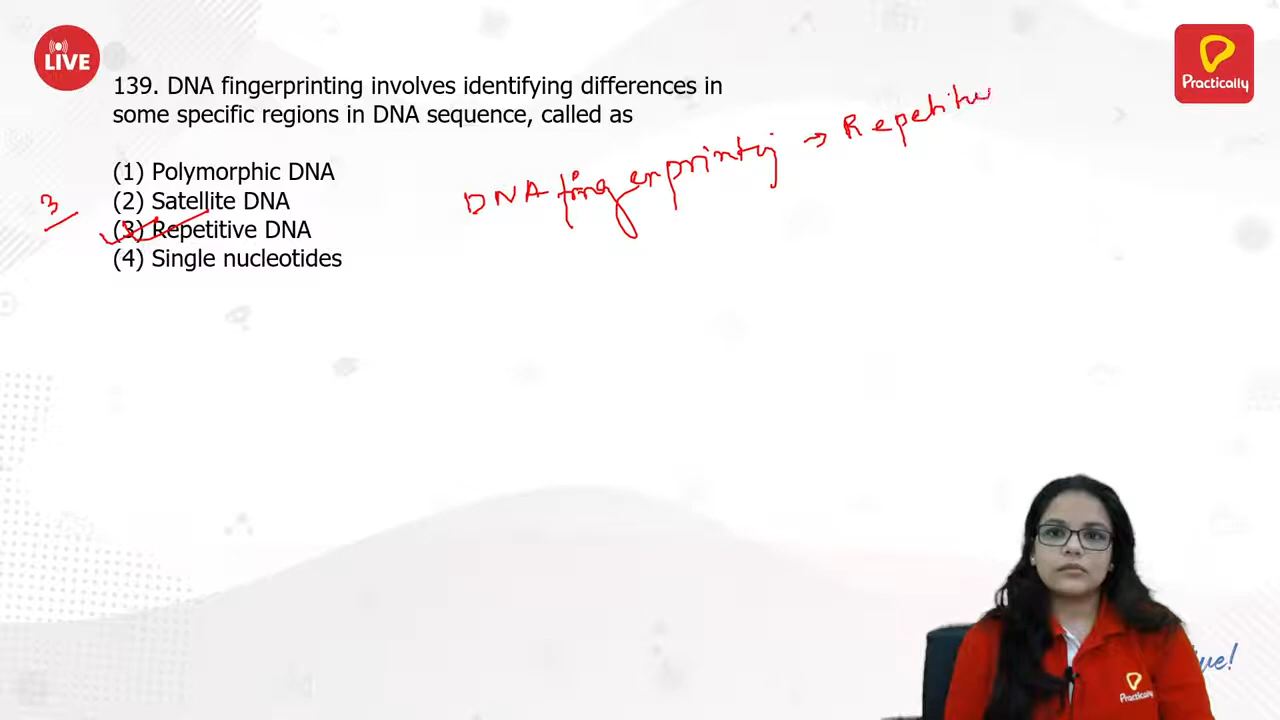 LIVE
Practically
139. DNA fingerprinting involves identifying differences in
some specific regions in DNA sequence, called as
(1) Polymorphic DNA
(2) Satellite DNA
(3) Repetitive DNA
(4) Single nucleotides
3
DNA fingerprinting → Repetitive
Practically